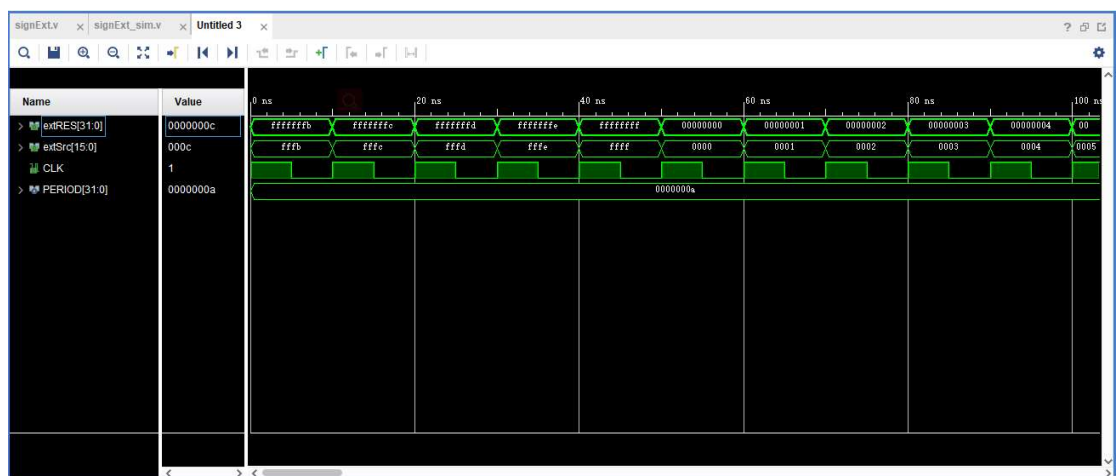 signExt.v × signExt_sim.v × Untitled 3 ×
Name Value
0 ns 20 ns 40 ns 60 ns 80 ns 100 ns
extRES[31:0] 0000000c fffffffb fffffffc fffffffd fffffffe ffffffff 00000000 00000001 00000002 00000003 00000004 00
extSrc[15:0] 000c fffb fffc fffd fffe ffff 0000 0001 0002 0003 0004 0005
CLK 1
PERIOD[31:0] 0000000a 0000000a